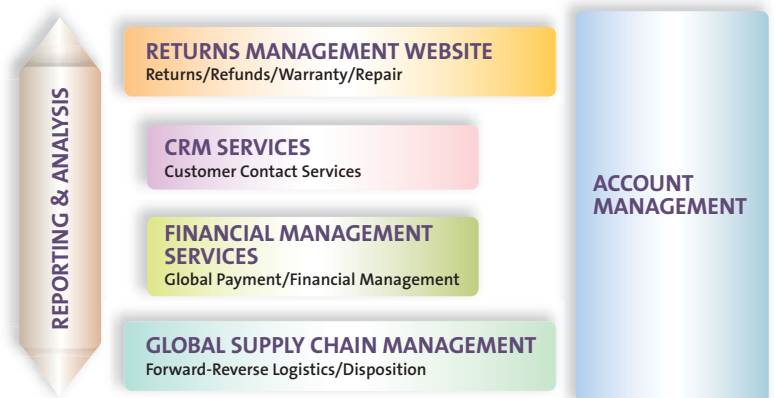 REPORTING & ANALYSIS
RETURNS MANAGEMENT WEBSITE
Returns/Refunds/Warranty/Repair
CRM SERVICES
Customer Contact Services
FINANCIAL MANAGEMENT
SERVICES
Global Payment/Financial Management
GLOBAL SUPPLY CHAIN MANAGEMENT
Forward-Reverse Logistics/Disposition
ACCOUNT
MANAGEMENT